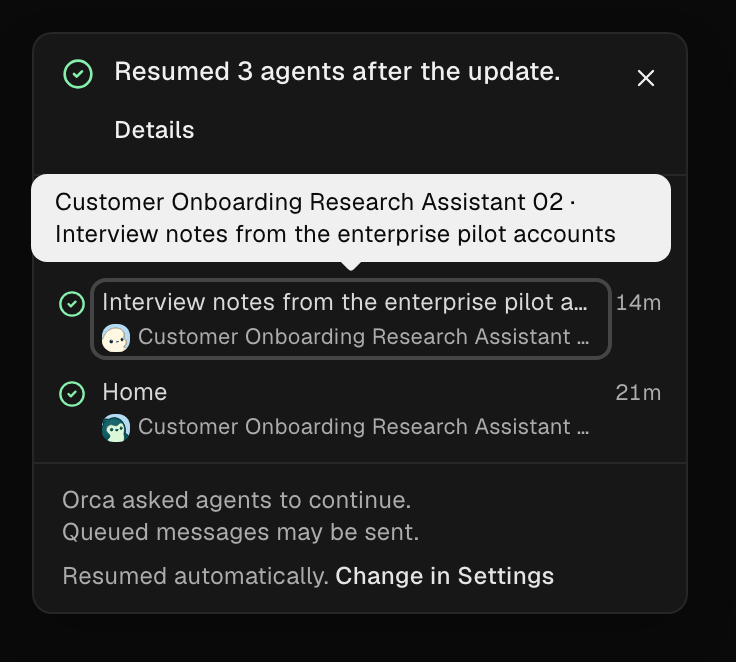 Resumed 3 agents after the update.
Details
Customer Onboarding Research Assistant 02 ·
Interview notes from the enterprise pilot accounts
Interview notes from the enterprise pilot a…
14m
Customer Onboarding Research Assistant …
Home
21m
Customer Onboarding Research Assistant …
Orca asked agents to continue.
Queued messages may be sent.
Resumed automatically. Change in Settings